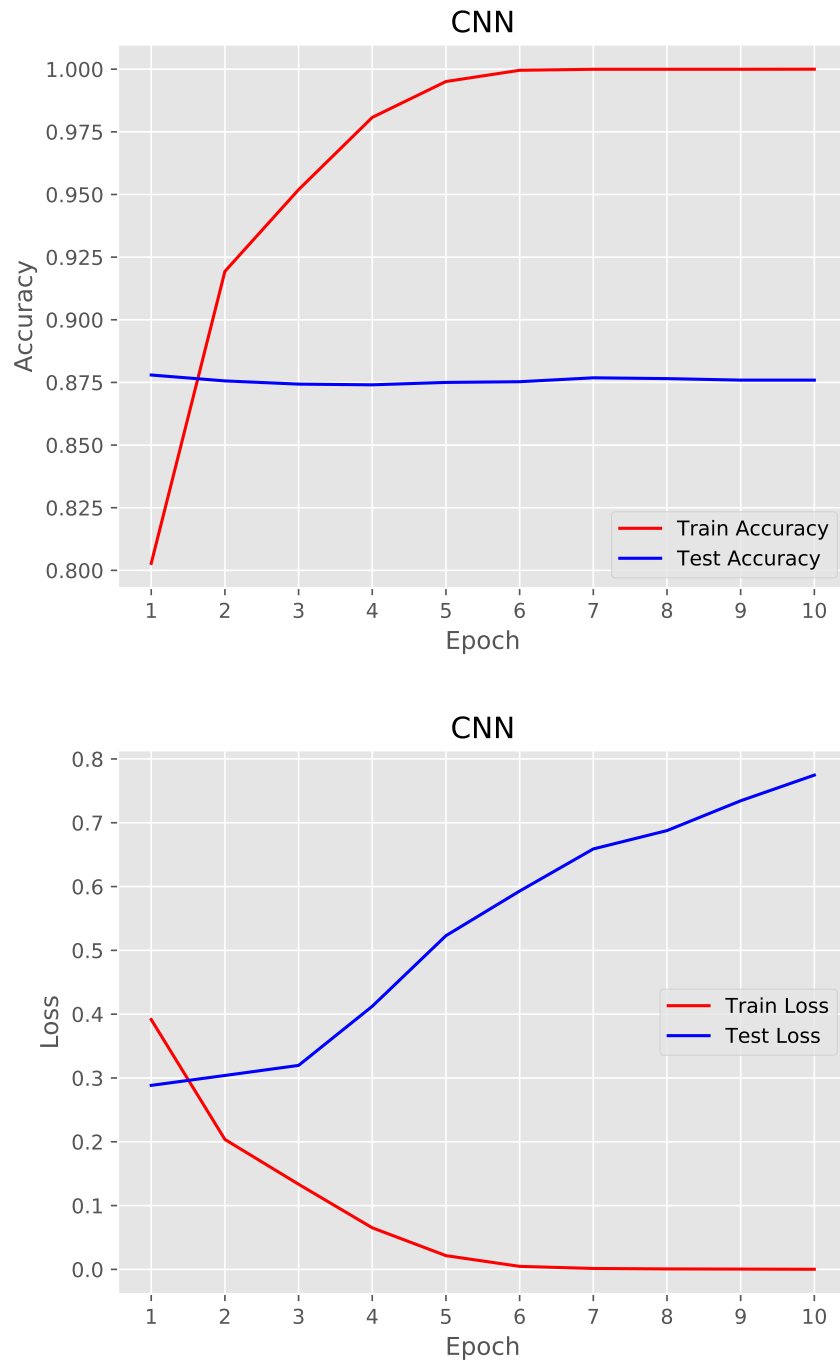 CNN
1.000
0.975
0.950
0.925
0.900
0.875
0.850
0.825
0.800
Accuracy
Train Accuracy
Test Accuracy
1 2 3 4 5 6 7 8 9 10
Epoch
CNN
0.8
0.7
0.6
0.5
0.4
0.3
0.2
0.1
0.0
Loss
Train Loss
Test Loss
1 2 3 4 5 6 7 8 9 10
Epoch